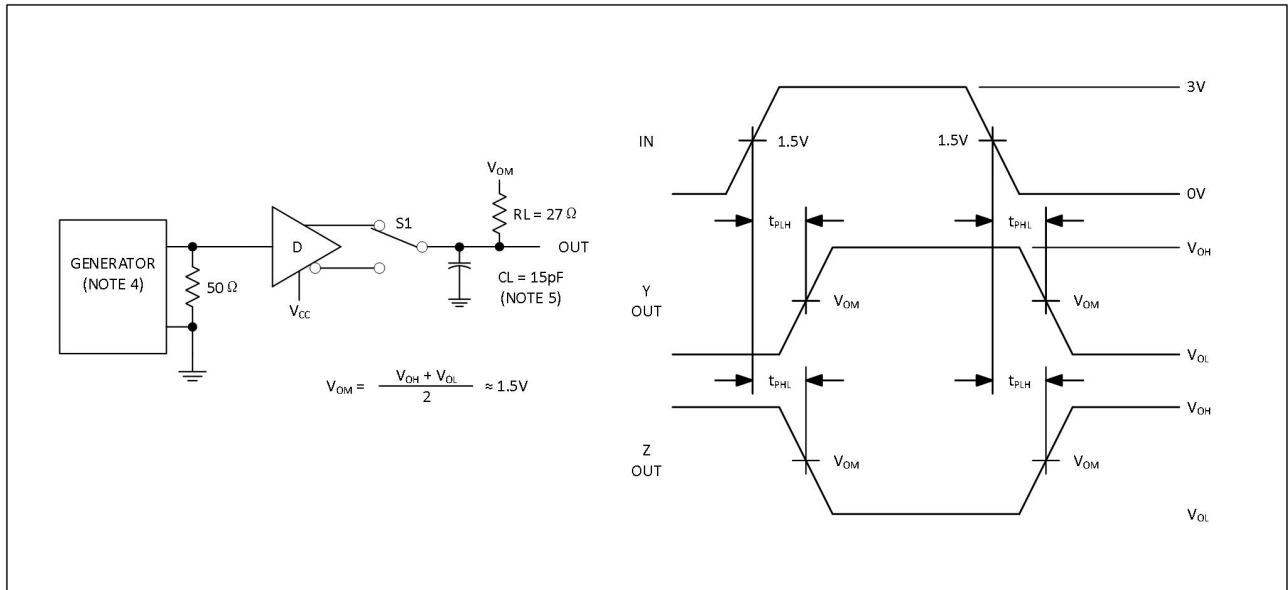 GENERATOR
(NOTE 4)
50 Ω
D
VCC
S1
VOM
RL = 27 Ω
OUT
CL = 15pF
(NOTE 5)
VOM = VOH + VOL / 2 ≈ 1.5V
IN
3V
1.5V
1.5V
0V
tPLH
tPHL
Y
OUT
VOH
VOM
VOM
VOL
tPHL
tPLH
Z
OUT
VOH
VOM
VOM
VOL